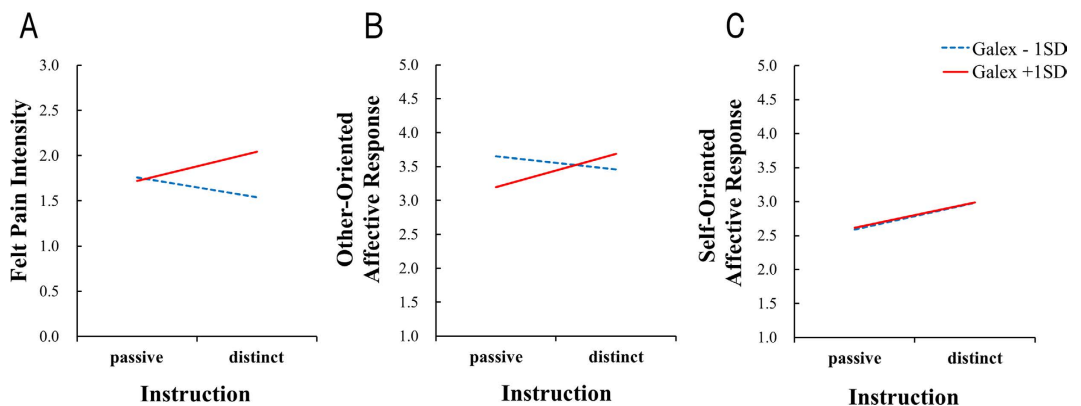 A
Felt Pain Intensity
3.0
2.5
2.0
1.5
1.0
0.5
0.0
passive
distinct
Instruction
B
Other-Oriented
Affective Response
5.0
4.5
4.0
3.5
3.0
2.5
2.0
1.5
1.0
passive
distinct
Instruction
C
Galex - 1SD
Galex +1SD
Self-Oriented
Affective Response
5.0
4.5
4.0
3.5
3.0
2.5
2.0
1.5
1.0
passive
distinct
Instruction